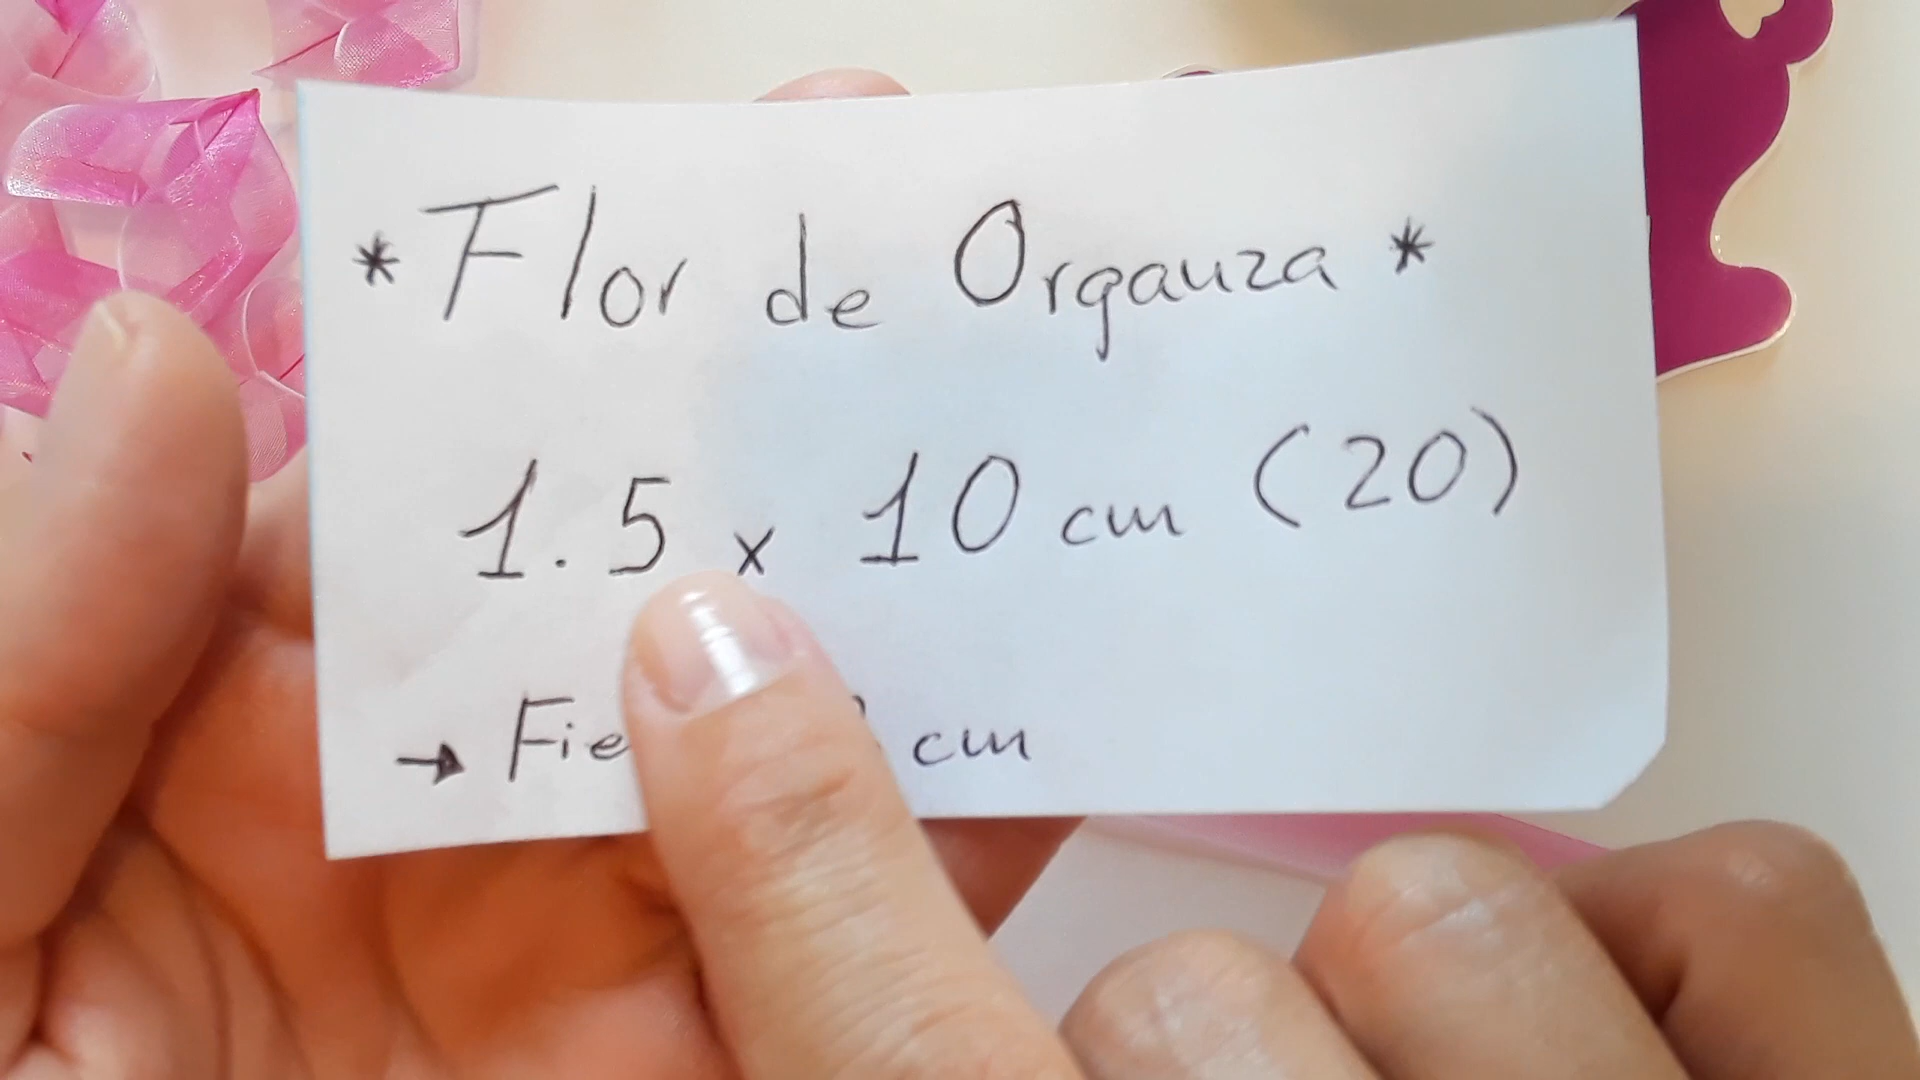 * Flor de Organza *
1.5 x 10 cm (20)
→ cm